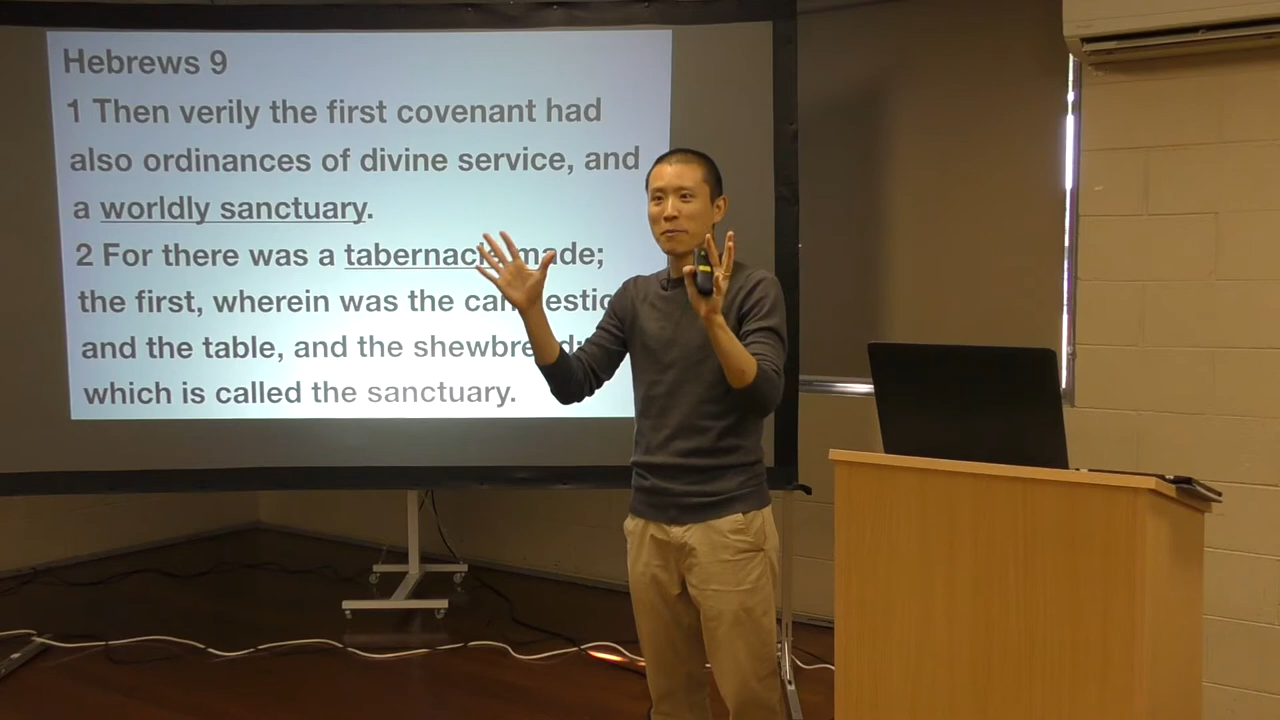 Hebrews 9
1 Then verily the first covenant had
also ordinances of divine service, and
a worldly sanctuary.
2 For there was a tabernacle made;
the first, wherein was the
and the table, and the shewbread;
which is called the sanctuary.